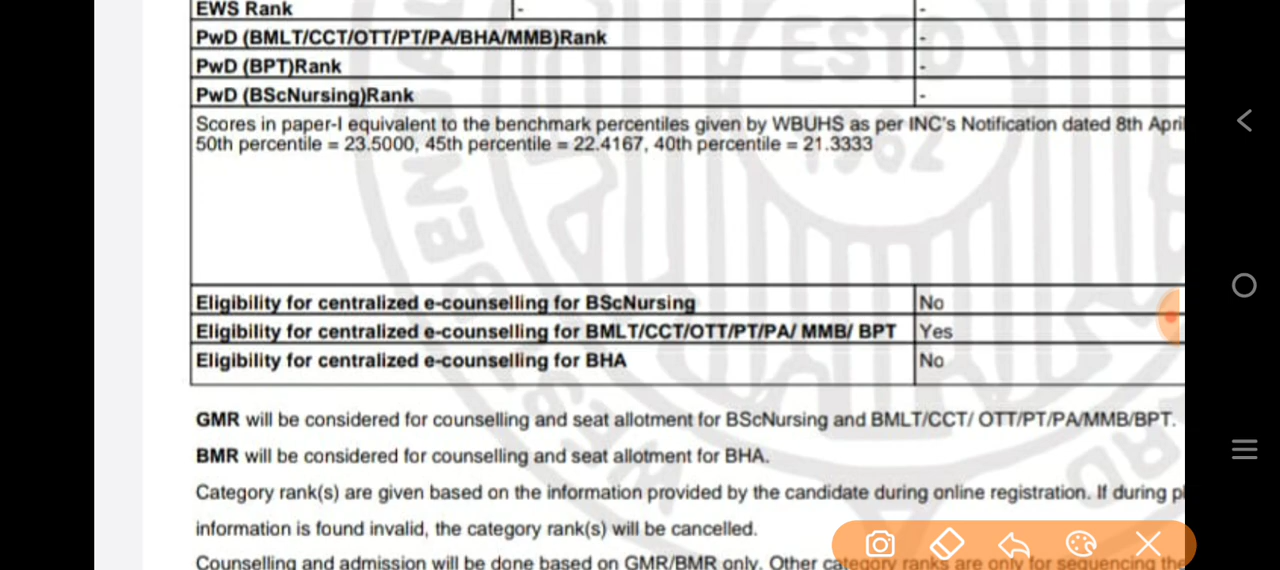 EWS Rank - -
PwD (BMLT/CCT/OTT/PT/PA/BHA/MMB)Rank -
PwD (BPT)Rank -
PwD (BScNursing)Rank -
Scores in paper-I equivalent to the benchmark percentiles given by WBUHS as per INC's Notification dated 8th April
50th percentile = 23.5000, 45th percentile = 22.4167, 40th percentile = 21.3333
ESTD
1962
Eligibility for centralized e-counselling for BScNursing No
Eligibility for centralized e-counselling for BMLT/CCT/OTT/PT/PA/ MMB/ BPT Yes
Eligibility for centralized e-counselling for BHA No
GMR will be considered for counselling and seat allotment for BScNursing and BMLT/CCT/ OTT/PT/PA/MMB/BPT.
BMR will be considered for counselling and seat allotment for BHA.
Category rank(s) are given based on the information provided by the candidate during online registration. If during
information is found invalid, the category rank(s) will be cancelled.
Counselling and admission will be done based on GMR/BMR only. Other category ranks are only for sequencing the